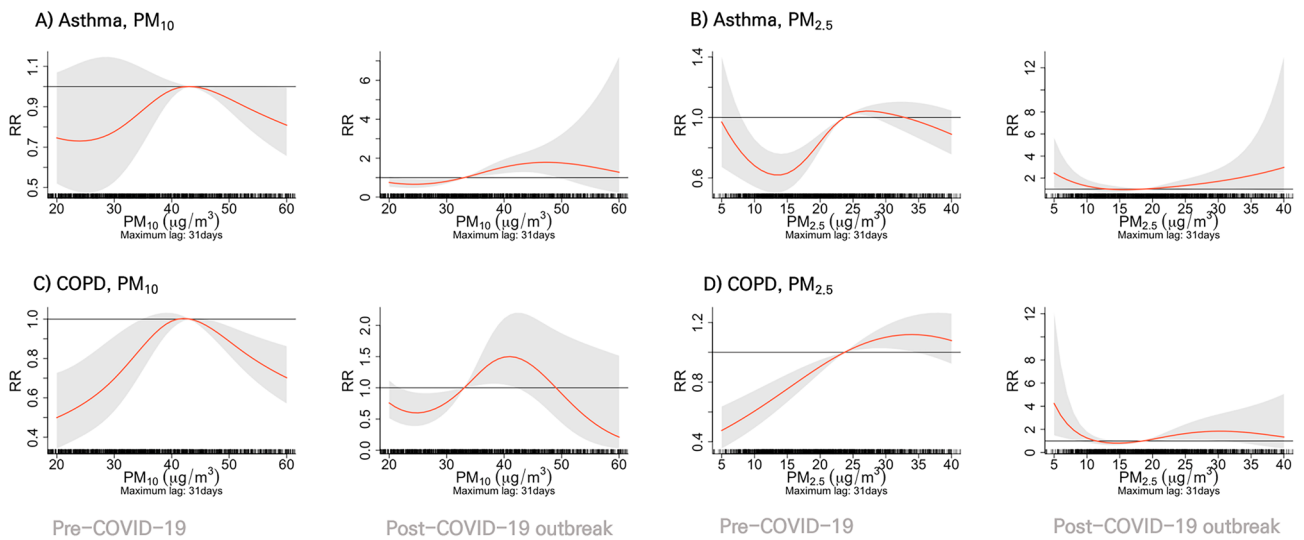 A) Asthma, PM10
B) Asthma, PM2.5
RR
0.5 0.7 0.9 1.1
20 30 40 50 60
PM10 (μg/m³)
Maximum lag: 31days
RR
0 2 4 6
20 30 40 50 60
PM10 (μg/m³)
Maximum lag: 31days
RR
0.6 1.0 1.4
5 10 15 20 25 30 35 40
PM2.5 (μg/m³)
Maximum lag: 31days
RR
2 4 6 8 12
5 10 15 20 25 30 35 40
PM2.5 (μg/m³)
Maximum lag: 31days
C) COPD, PM10
D) COPD, PM2.5
RR
0.4 0.6 0.8 1.0
20 30 40 50 60
PM10 (μg/m³)
Maximum lag: 31days
RR
0.0 0.5 1.0 1.5 2.0
20 30 40 50 60
PM10 (μg/m³)
Maximum lag: 31days
RR
0.4 0.8 1.2
5 10 15 20 25 30 35 40
PM2.5 (μg/m³)
Maximum lag: 31days
RR
0 2 4 6 8 12
5 10 15 20 25 30 35 40
PM2.5 (μg/m³)
Maximum lag: 31days
Pre-COVID-19
Post-COVID-19 outbreak
Pre-COVID-19
Post-COVID-19 outbreak